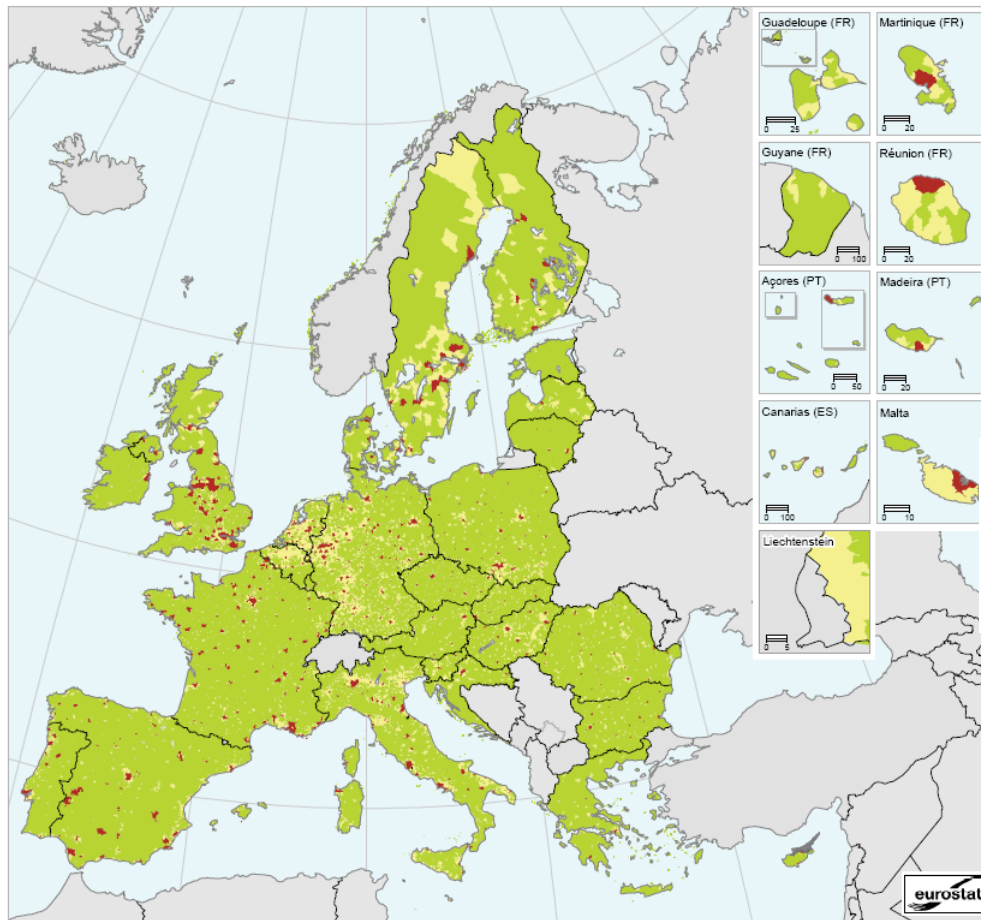 Guadeloupe (FR)
0 25
Martinique (FR)
0 20
Guyane (FR)
0 100
Réunion (FR)
0 20
Açores (PT)
0 50
Madeira (PT)
0 20
Canarias (ES)
0 100
Malta
0 10
Liechtenstein
0 5
eurostat